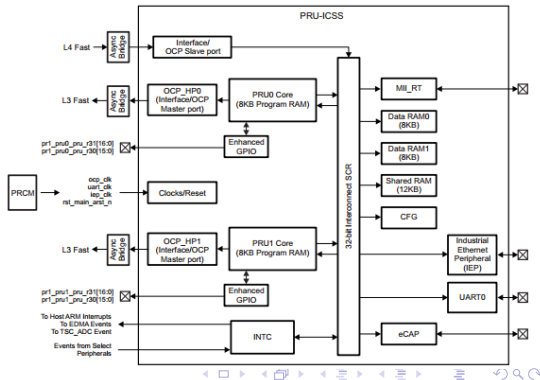 PRU-ICSS
L4 Fast
Async
Bridge
Interface/
OCP Slave port
L3 Fast
Async
Bridge
OCP_HP0
(Interface/OCP
Master port)
PRU0 Core
(8KB Program RAM)
pr1_pru0_pru_r31[16:0]
pr1_pru0_pru_r30[15:0]
Enhanced
GPIO
PRCM
ocp_clk
uart_clk
iep_clk
rst_main_arst_n
Clocks/Reset
L3 Fast
Async
Bridge
OCP_HP1
(Interface/OCP
Master port)
PRU1 Core
(8KB Program RAM)
pr1_pru1_pru_r31[16:0]
pr1_pru1_pru_r30[15:0]
Enhanced
GPIO
To Host ARM Interrupts
To EDMA Events
To TSC_ADC Event
Events from Select
Peripherals
INTC
32-bit Interconnect SCR
MII_RT
Data RAM0
(8KB)
Data RAM1
(8KB)
Shared RAM
(12KB)
CFG
Industrial
Ethernet
Peripheral
(IEP)
UART0
eCAP